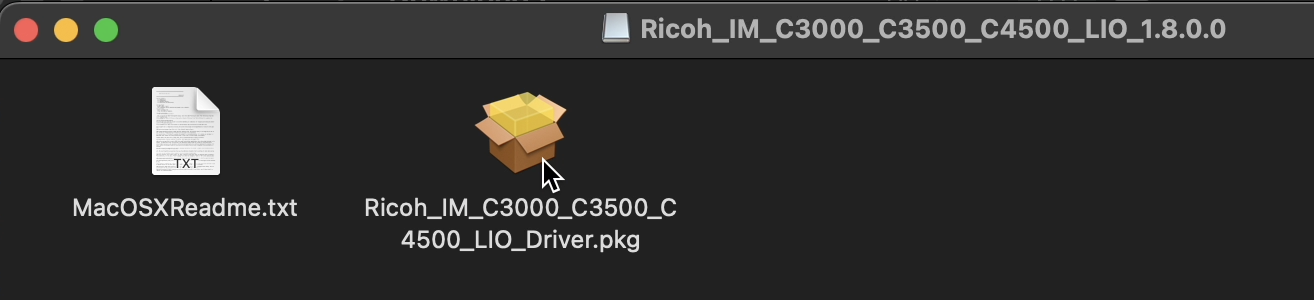 Ricoh_IM_C3000_C3500_C4500_LIO_1.8.0.0
TXT
MacOSXReadme.txt
Ricoh_IM_C3000_C3500_C
4500_LIO_Driver.pkg